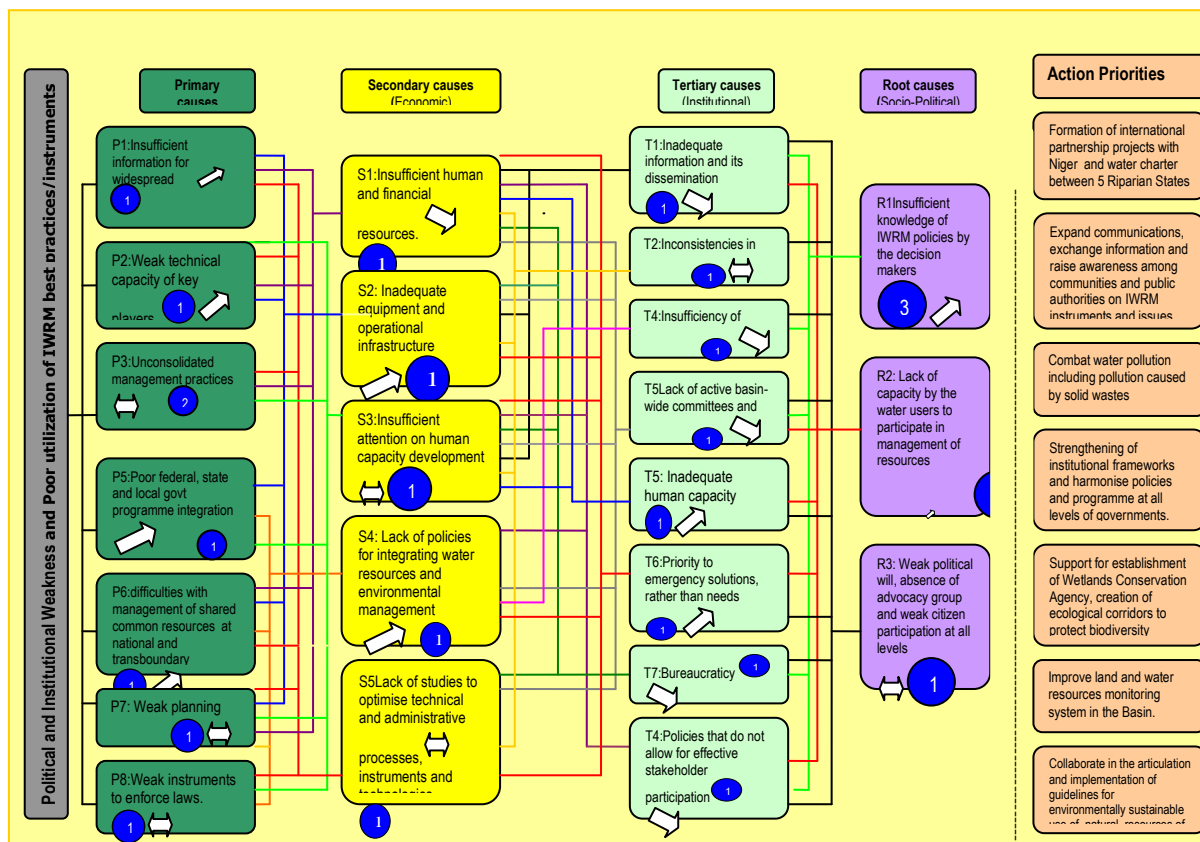 Political and Institutional Weakness and Poor utilization of IWRM best practices/instruments
Primary
causes
P1:Insufficient
information for
widespread
1
P2:Weak technical
capacity of key
players
1
P3:Unconsolidated
management practices
2
P5:Poor federal, state
and local govt
programme integration
1
P6:difficulties with
management of shared
common resources at
national and
transboundary
1
P7: Weak planning
1
P8:Weak instruments
to enforce laws.
1
Secondary causes
(Economic)
S1:Insufficient human
and financial
resources.
1
S2: Inadequate
equipment and
operational
infrastructure
1
S3:Insufficient
attention on human
capacity development
1
S4: Lack of policies
for integrating water
resources and
environmental
management
1
S5Lack of studies to
optimise technical
and administrative
processes,
instruments and
technologies
1
Tertiary causes
(Institutional)
T1:Inadequate
information and its
dissemination
1
T2:Inconsistencies in
1
T4:Insufficiency of
1
T5Lack of active basin-
wide committees and
1
T5: Inadequate
human capacity
1
T6:Priority to
emergency solutions,
rather than needs
1
T7:Bureaucracy
1
T4:Policies that do not
allow for effective
stakeholder
participation
1
Root causes
(Socio-Political)
R1Insufficient
knowledge of
IWRM policies by
the decision
makers
3
R2: Lack of
capacity by the
water users to
participate in
management of
resources
R3: Weak political
will, absence of
advocacy group
and weak citizen
participation at all
levels
1
Action Priorities
Formation of international
partnership projects with
Niger and water charter
between 5 Riparian States
Expand communications,
exchange information and
raise awareness among
communities and public
authorities on IWRM
instruments and issues
Combat water pollution
including pollution caused
by solid wastes
Strengthening of
institutional frameworks
and harmonise policies
and programme at all
levels of governments.
Support for establishment
of Wetlands Conservation
Agency, creation of
ecological corridors to
protect biodiversity
Improve land and water
resources monitoring
system in the Basin.
Collaborate in the articulation
and implementation of
guidelines for
environmentally sustainable
use of natural resources of